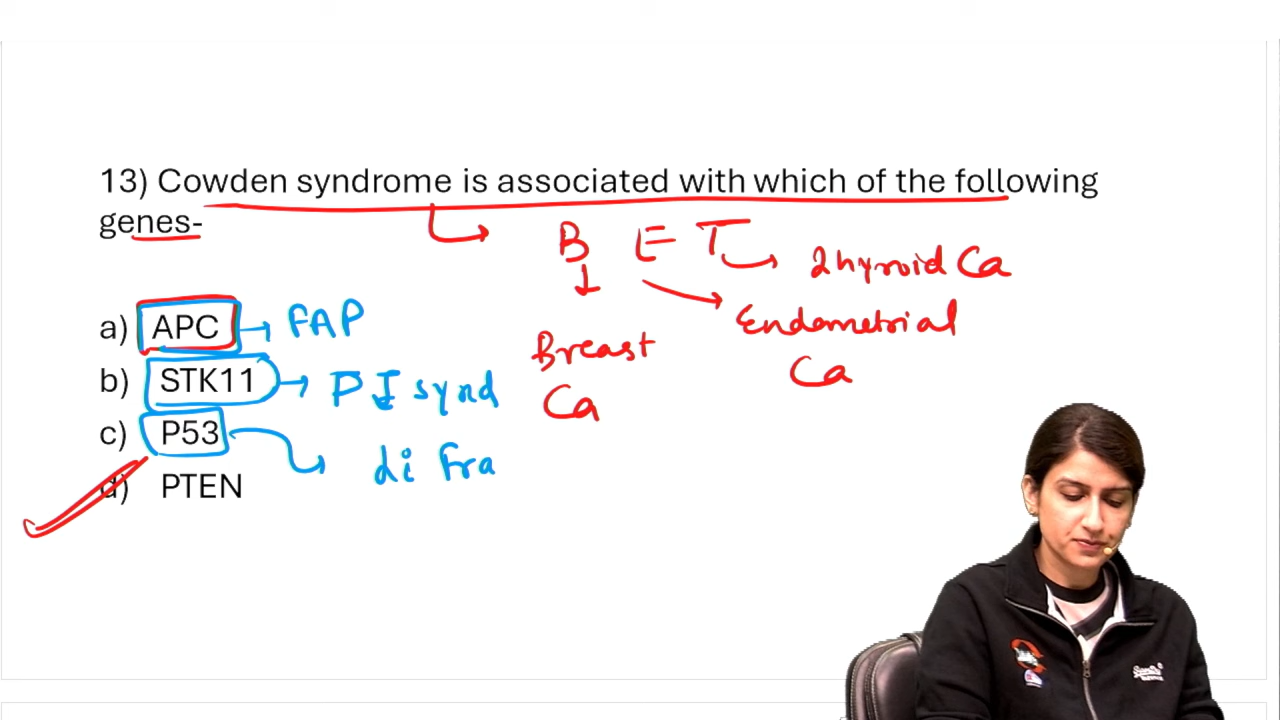 13) Cowden syndrome is associated with which of the following
genes-
B E T
Thyroid Ca
Endometrial
Ca
Breast
Ca
a) APC → FAP
b) STK11 → PJ synd
c) P53
Li Fra
d) PTEN